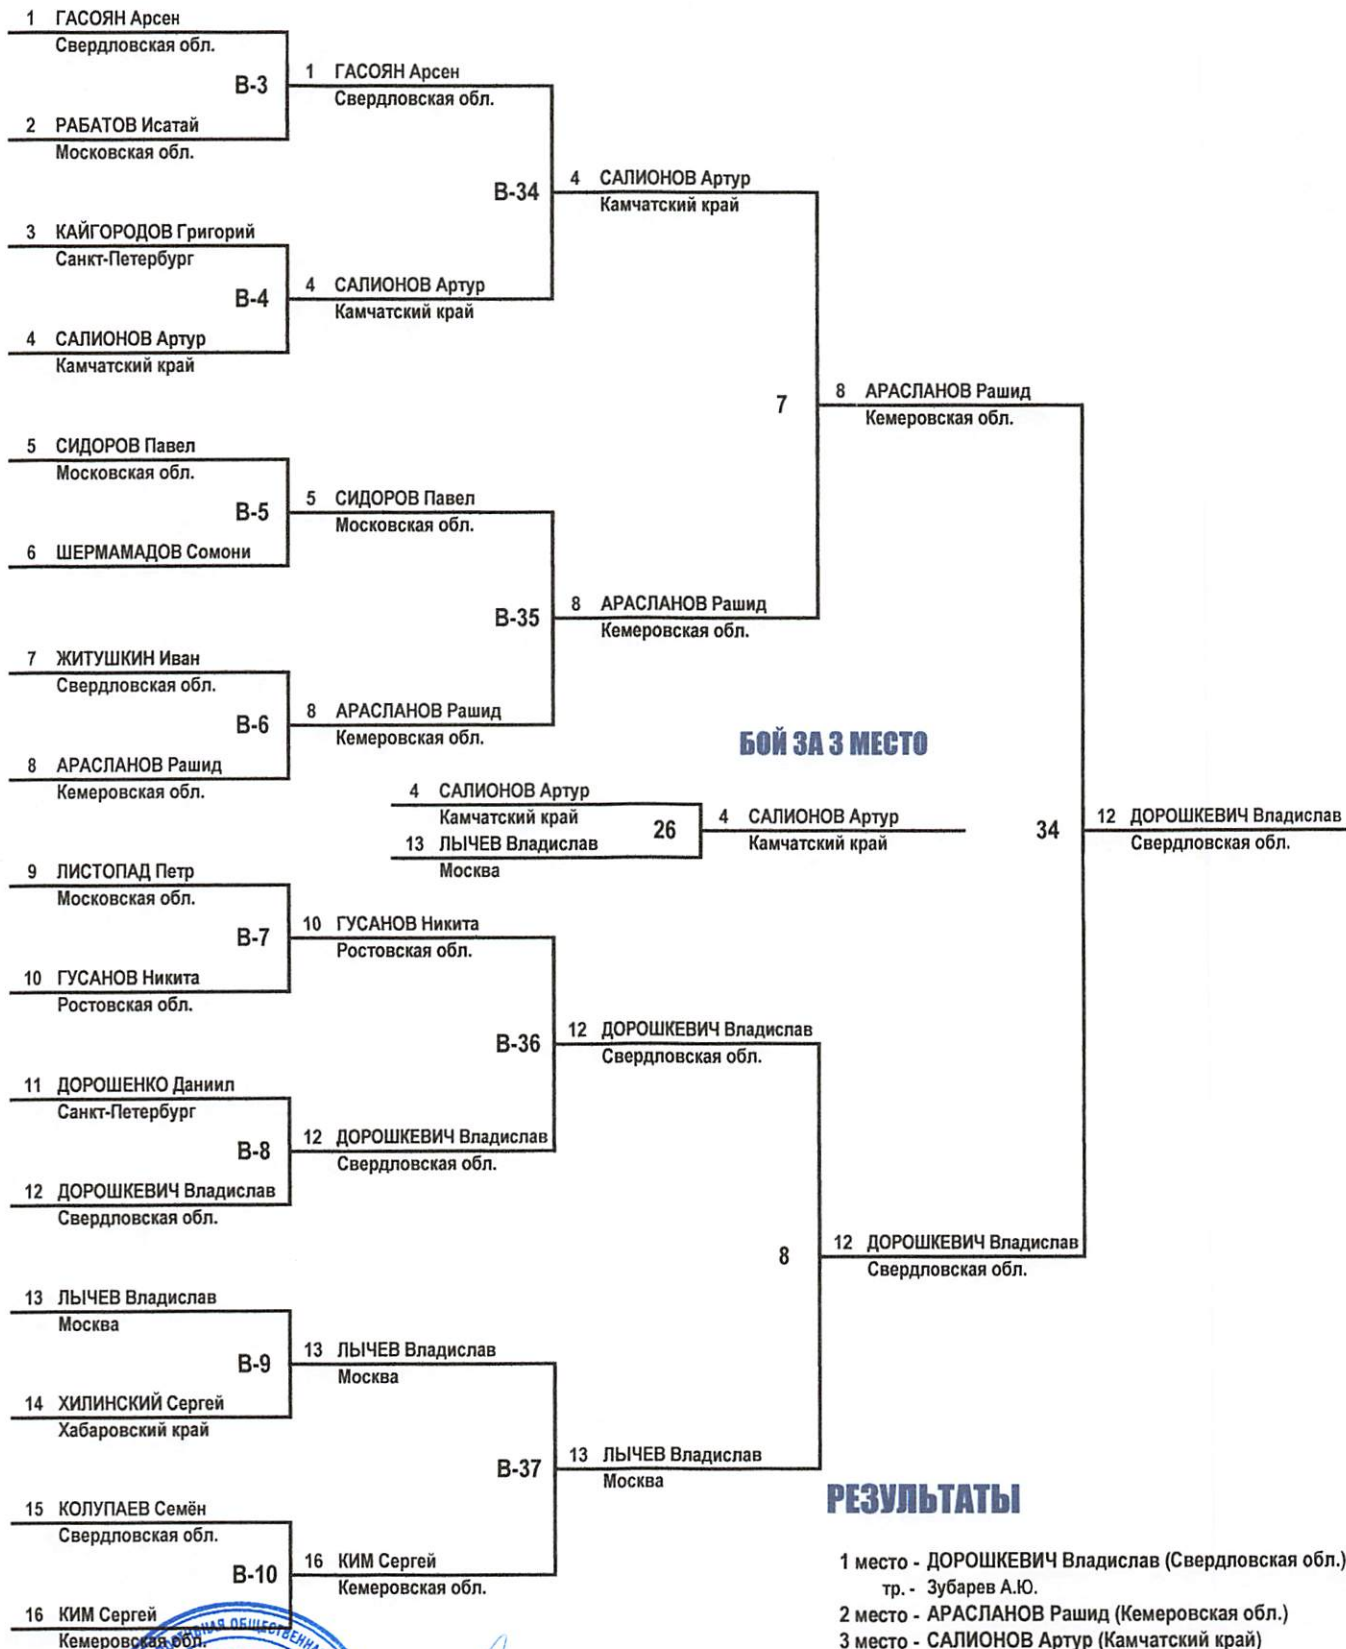 1 ГАСОЯН Арсен
Свердловская обл.
В-3
2 РАБАТОВ Исатай
Московская обл.
3 КАЙГОРОДОВ Григорий
Санкт-Петербург
В-4
4 САЛИОНОВ Артур
Камчатский край
5 СИДОРОВ Павел
Московская обл.
В-5
6 ШЕРМАМАДОВ Сомони
7 ЖИТУШКИН Иван
Свердловская обл.
В-6
8 АРАСЛАНОВ Рашид
Кемеровская обл.
9 ЛИСТОПАД Петр
Московская обл.
В-7
10 ГУСАНОВ Никита
Ростовская обл.
11 ДОРОШЕНКО Даниил
Санкт-Петербург
В-8
12 ДОРОШКЕВИЧ Владислав
Свердловская обл.
13 ЛЫЧЕВ Владислав
Москва
В-9
14 ХИЛИНСКИЙ Сергей
Хабаровский край
15 КОЛУПАЕВ Семён
Свердловская обл.
В-10
16 КИМ Сергей
Кемеровская обл.
1 ГАСОЯН Арсен
Свердловская обл.
В-34
4 САЛИОНОВ Артур
Камчатский край
5 СИДОРОВ Павел
Московская обл.
В-35
8 АРАСЛАНОВ Рашид
Кемеровская обл.
10 ГУСАНОВ Никита
Ростовская обл.
В-36
12 ДОРОШКЕВИЧ Владислав
Свердловская обл.
13 ЛЫЧЕВ Владислав
Москва
В-37
16 КИМ Сергей
Кемеровская обл.
4 САЛИОНОВ Артур
Камчатский край
7
8 АРАСЛАНОВ Рашид
Кемеровская обл.
12 ДОРОШКЕВИЧ Владислав
Свердловская обл.
8
13 ЛЫЧЕВ Владислав
Москва
8 АРАСЛАНОВ Рашид
Кемеровская обл.
34
12 ДОРОШКЕВИЧ Владислав
Свердловская обл.
12 ДОРОШКЕВИЧ Владислав
Свердловская обл.
БОЙ ЗА 3 МЕСТО
4 САЛИОНОВ Артур
Камчатский край
26
13 ЛЫЧЕВ Владислав
Москва
4 САЛИОНОВ Артур
Камчатский край
РЕЗУЛЬТАТЫ
1 место - ДОРОШКЕВИЧ Владислав (Свердловская обл.)
тр. - Зубарев А.Ю.
2 место - АРАСЛАНОВ Рашид (Кемеровская обл.)
3 место - САЛИОНОВ Артур (Камчатский край)